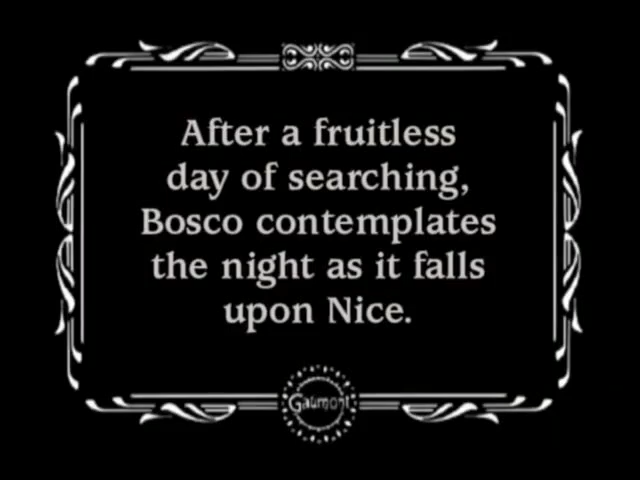 After a fruitless
day of searching,
Bosco contemplates
the night as it falls
upon Nice.
Gaumont